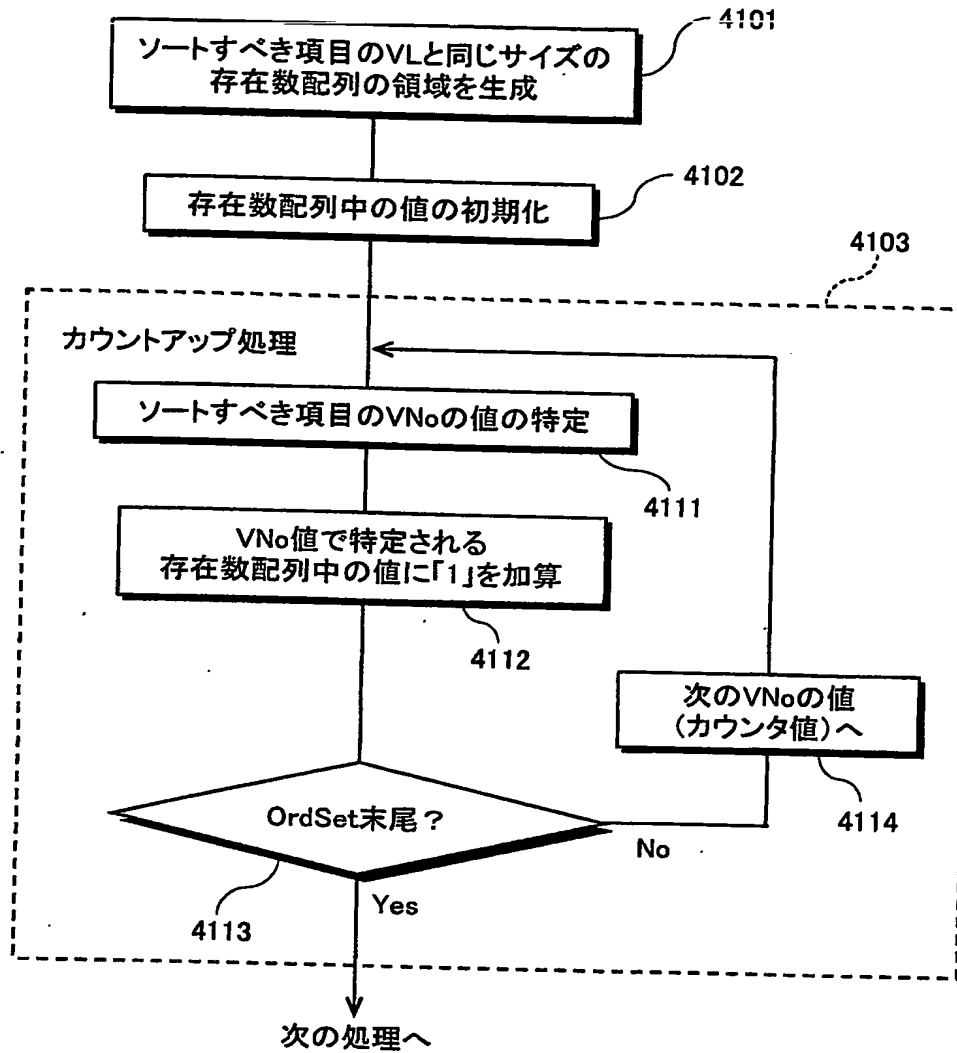 4101
ソートすべき項目のVLと同じサイズの
存在数配列の領域を生成
4102
存在数配列中の値の初期化
4103
カウントアップ処理
ソートすべき項目のVNoの値の特定
4111
VNo値で特定される
存在数配列中の値に「1」を加算
4112
次のVNoの値
(カウンタ値)へ
4114
OrdSet末尾?
No
Yes
4113
次の処理へ